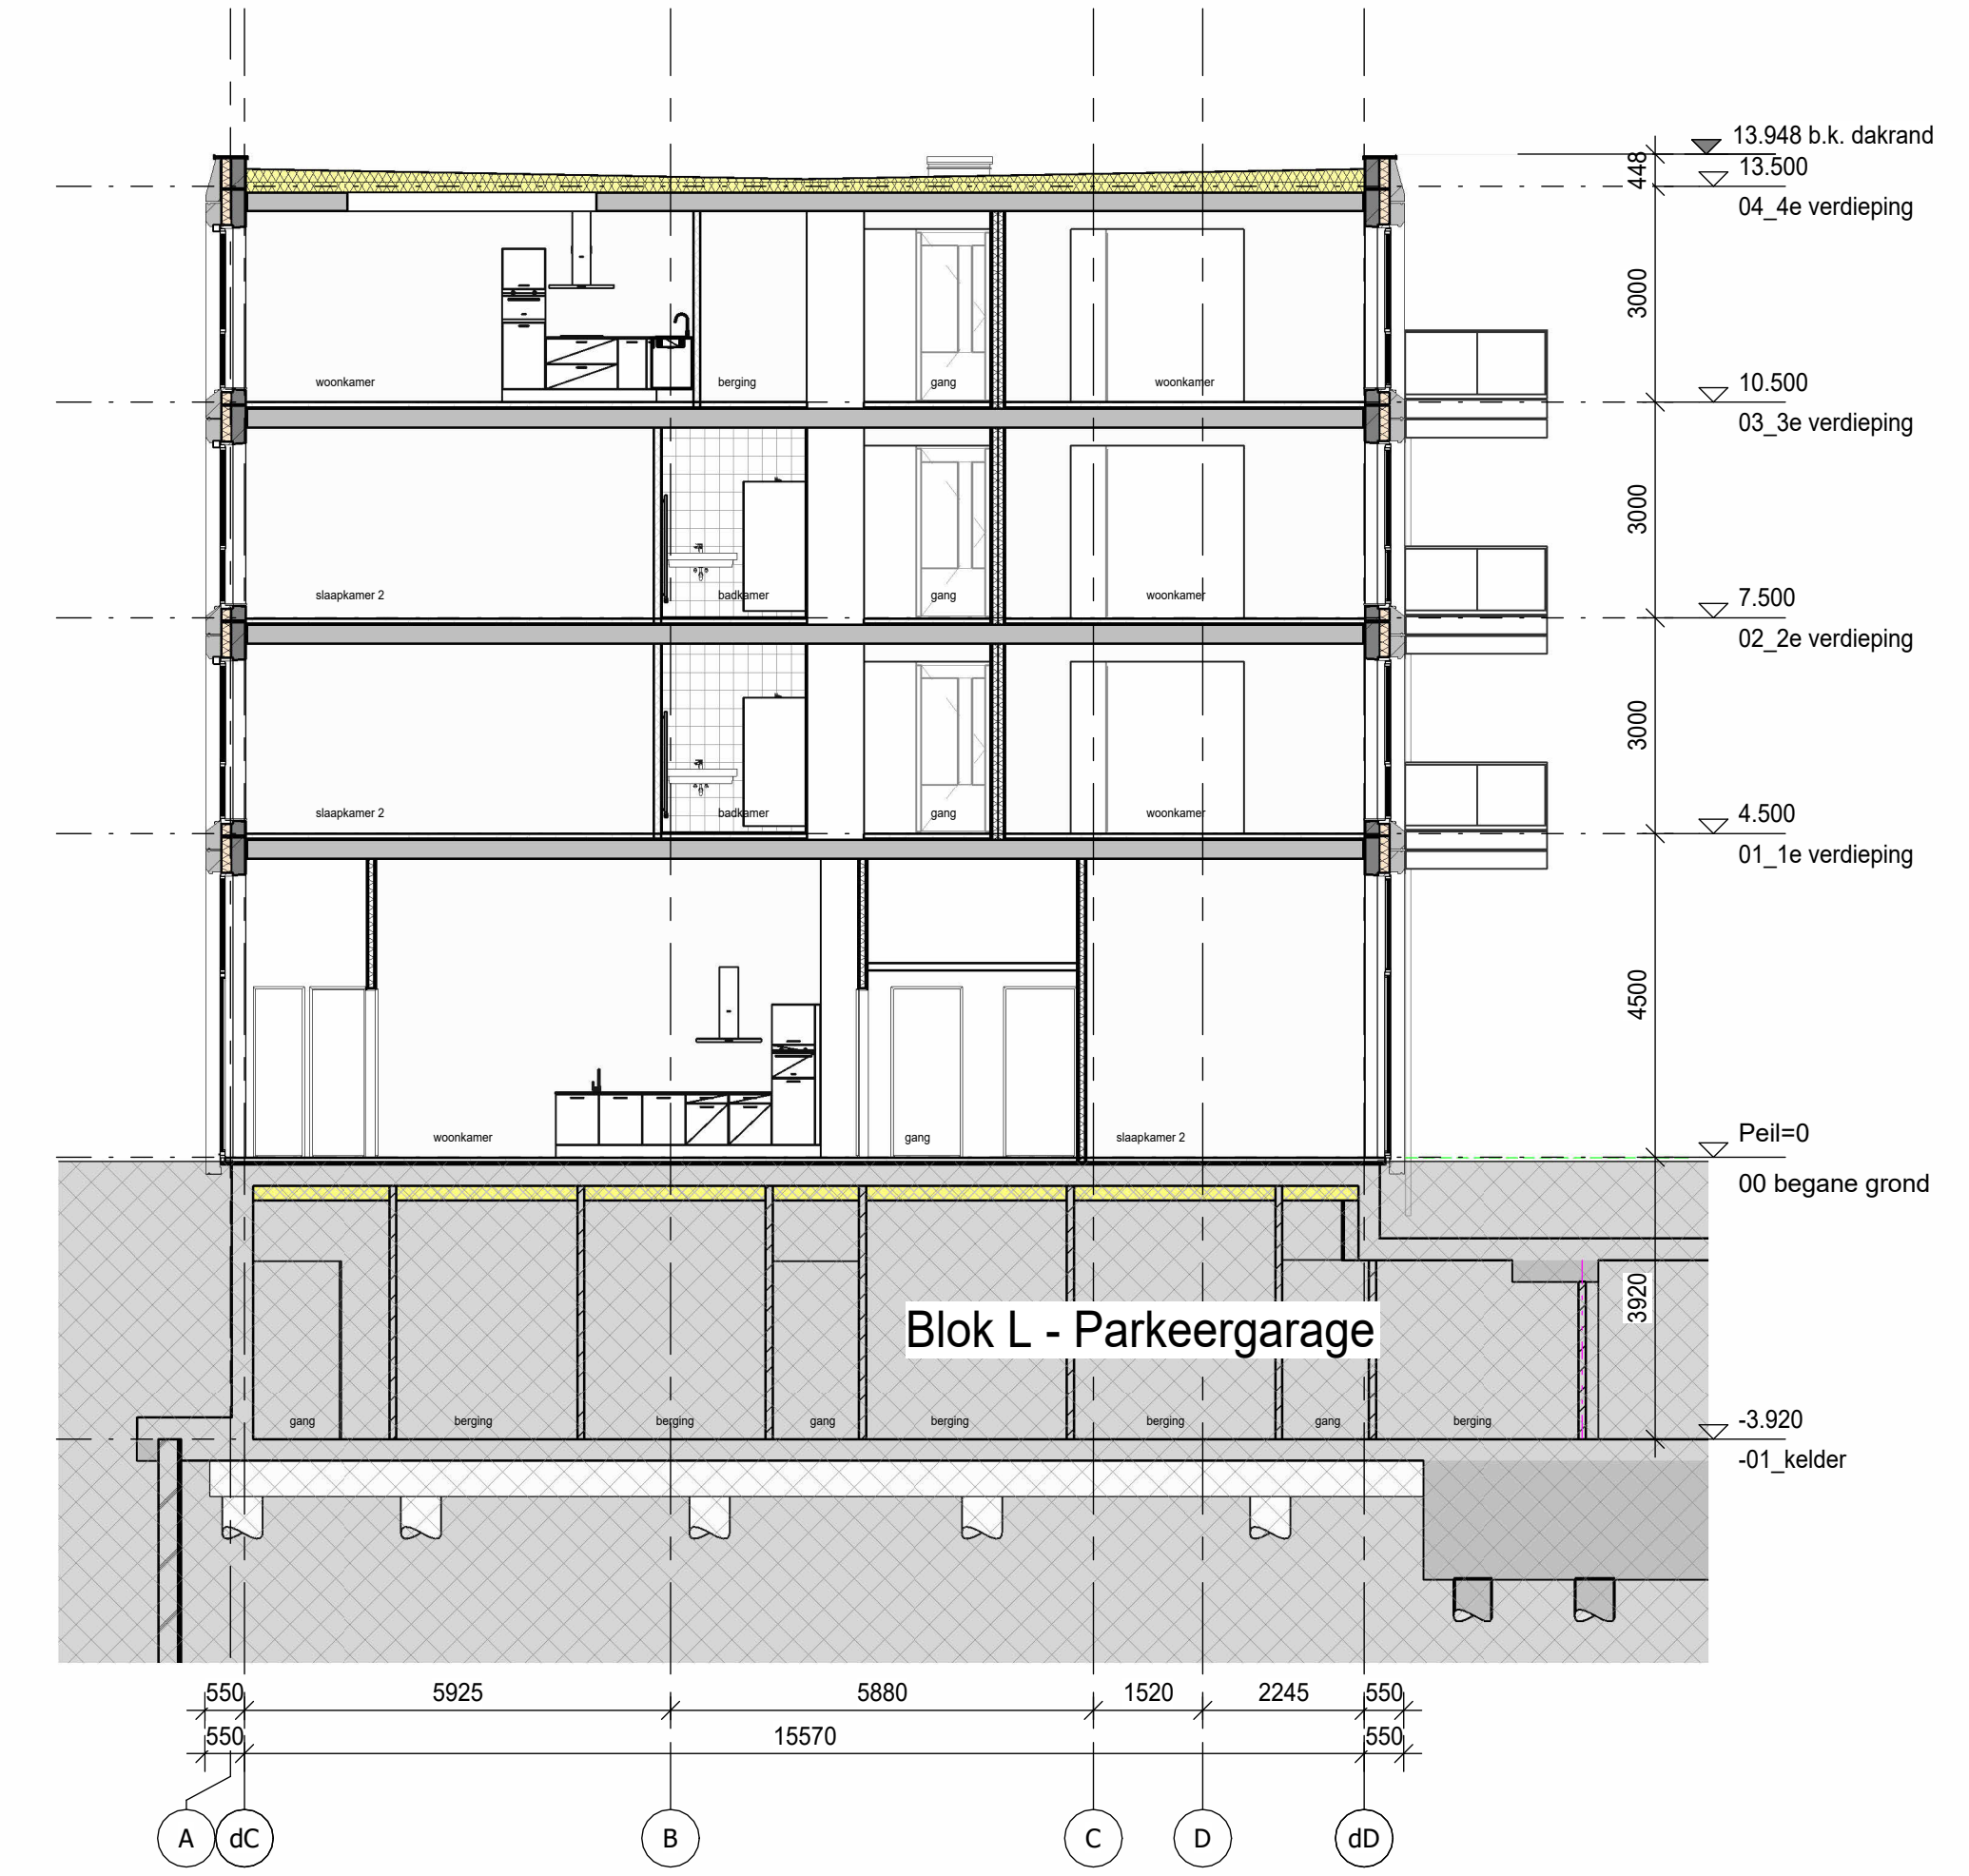 13.948 b.k. dakrand
448
13.500
04_4e verdieping
3000
woonkamer
berging
gang
woonkamer
10.500
03_3e verdieping
3000
slaapkamer 2
badkamer
gang
woonkamer
7.500
02_2e verdieping
3000
slaapkamer 2
badkamer
gang
woonkamer
4.500
01_1e verdieping
4500
woonkamer
gang
slaapkamer 2
Peil=0
00 begane grond
3920
Blok L - Parkeergarage
gang
berging
berging
gang
berging
berging
gang
berging
-3.920
-01_kelder
550
5925
5880
1520
2245
550
550
15570
550
A
dC
B
C
D
dD